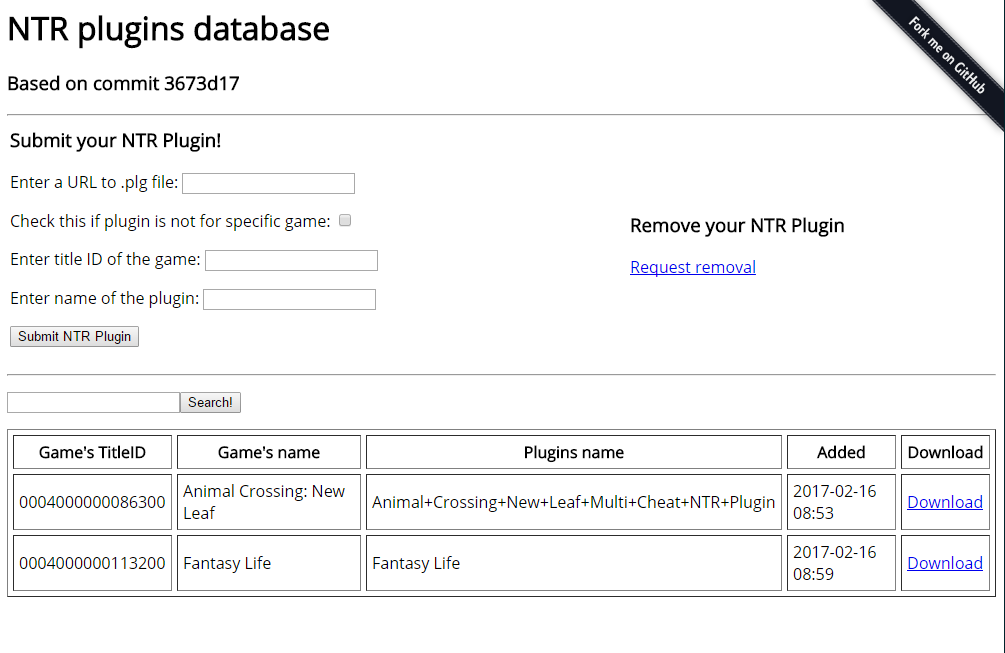 NTR plugins database
Fork me on GitHub
Based on commit 3673d17
Submit your NTR Plugin!
Enter a URL to .plg file:
Check this if plugin is not for specific game:
Enter title ID of the game:
Enter name of the plugin:
Submit NTR Plugin
Remove your NTR Plugin
Request removal
Search!
Game's TitleID Game's name Plugins name Added Download
0004000000086300 Animal Crossing: New Leaf Animal+Crossing+New+Leaf+Multi+Cheat+NTR+Plugin 2017-02-16 08:53 Download
0004000000113200 Fantasy Life Fantasy Life 2017-02-16 08:59 Download